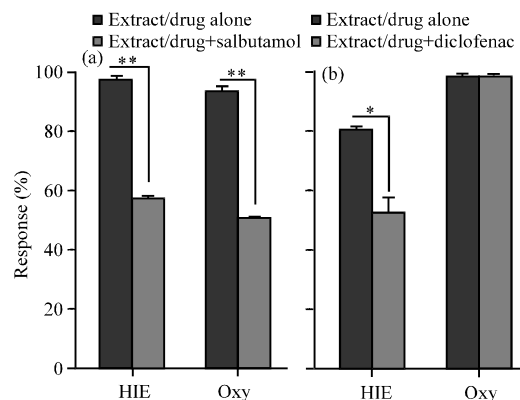 Extract/drug alone Extract/drug alone
Extract/drug+salbutamol Extract/drug+diclofenac
(a) (b)
** ** *
100
80
60
40
20
0
Response (%)
HIE Oxy HIE Oxy